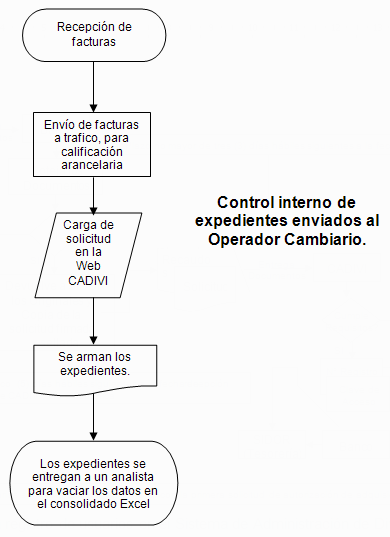 Recepción de
facturas
Envío de facturas
a trafico, para
calificación
arancelaria
Control interno de
expedientes enviados al
Operador Cambiario.
Carga de
solicitud
en la
Web
CADIVI
Se arman los
expedientes.
Los expedientes se
entregan a un analista
para vaciar los datos en
el consolidado Excel